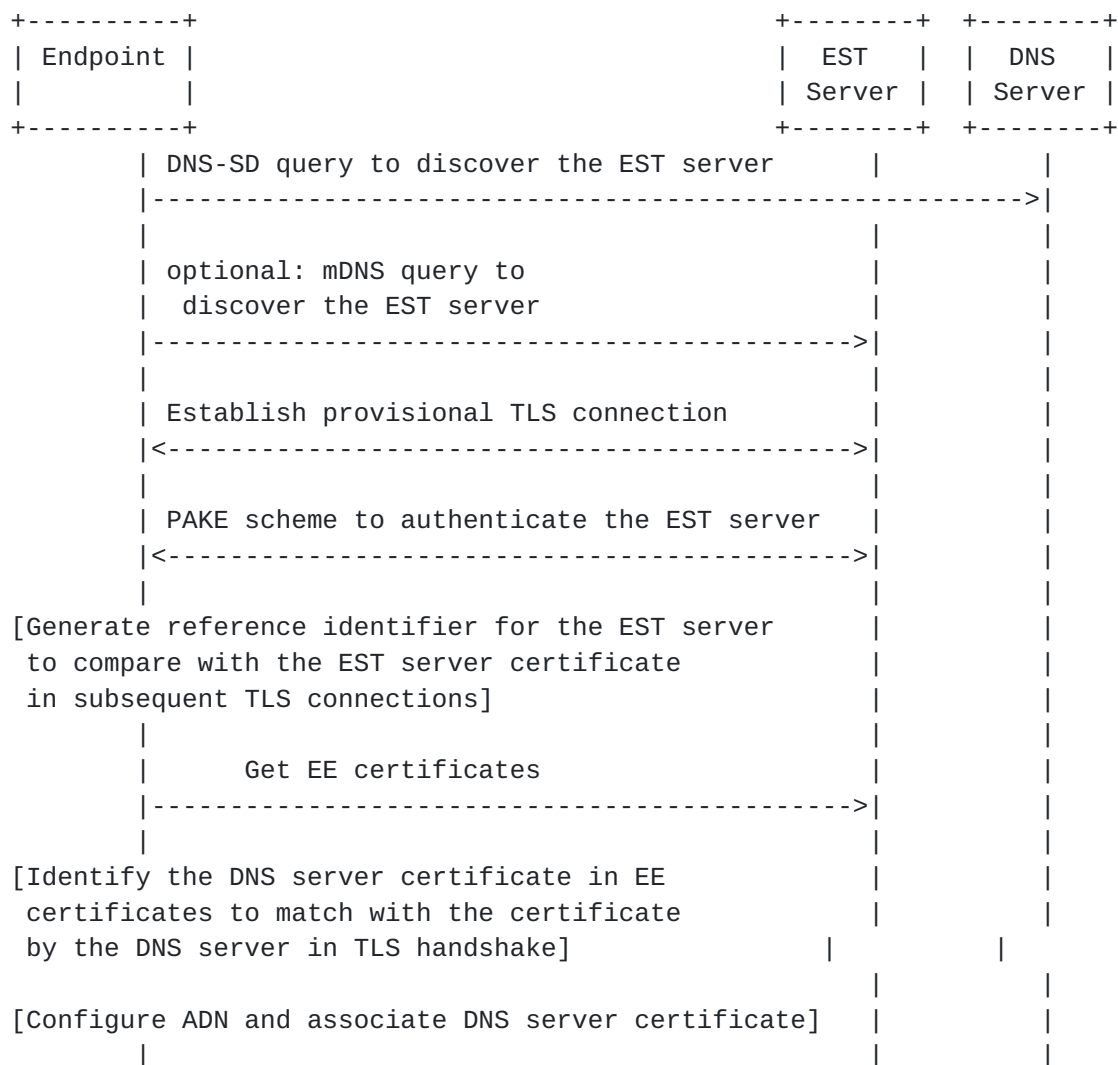 +----------+                                     +--------+  +--------+
| Endpoint |                                     |  EST   |  |  DNS   |
|          |                                     | Server |  | Server |
+----------+                                     +--------+  +--------+
        | DNS-SD query to discover the EST server      |          |
        |-------------------------------------------------------->|
        |                                              |          |
        | optional: mDNS query to                      |          |
        |  discover the EST server                     |          |
        |--------------------------------------------->|          |
        |                                              |          |
        | Establish provisional TLS connection         |          |
        |<-------------------------------------------->|          |
        |                                              |          |
        | PAKE scheme to authenticate the EST server   |          |
        |<-------------------------------------------->|          |
        |                                              |          |
[Generate reference identifier for the EST server      |          |
 to compare with the EST server certificate            |          |
 in subsequent TLS connections]                        |          |
        |                                              |          |
        |      Get EE certificates                     |          |
        |--------------------------------------------->|          |
        |                                              |          |
[Identify the DNS server certificate in EE             |          |
 certificates to match with the certificate            |          |
 by the DNS server in TLS handshake]                |          |
                                                       |          |
[Configure ADN and associate DNS server certificate]   |          |
        |                                              |          |